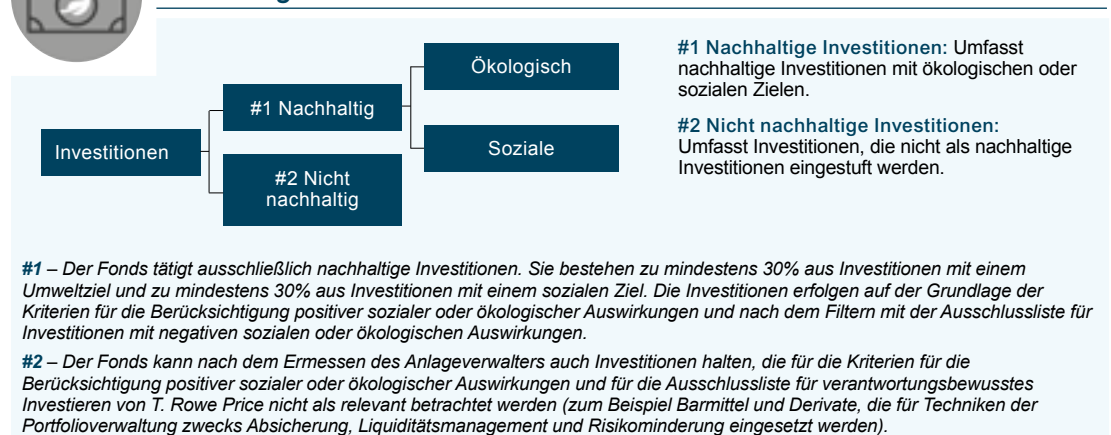 Investitionen
#1 Nachhaltig
#2 Nicht
nachhaltig
Ökologisch
Soziale
#1 Nachhaltige Investitionen: Umfasst
nachhaltige Investitionen mit ökologischen oder
sozialen Zielen.
#2 Nicht nachhaltige Investitionen:
Umfasst Investitionen, die nicht als nachhaltige
Investitionen eingestuft werden.
#1 – Der Fonds tätigt ausschließlich nachhaltige Investitionen. Sie bestehen zu mindestens 30% aus Investitionen mit einem
Umweltziel und zu mindestens 30% aus Investitionen mit einem sozialen Ziel. Die Investitionen erfolgen auf der Grundlage der
Kriterien für die Berücksichtigung positiver sozialer oder ökologischer Auswirkungen und nach dem Filtern mit der Ausschlussliste für
Investitionen mit negativen sozialen oder ökologischen Auswirkungen.
#2 – Der Fonds kann nach dem Ermessen des Anlageverwalters auch Investitionen halten, die für die Kriterien für die
Berücksichtigung positiver sozialer oder ökologischer Auswirkungen und für die Ausschlussliste für verantwortungsbewusstes
Investieren von T. Rowe Price nicht als relevant betrachtet werden (zum Beispiel Barmittel und Derivate, die für Techniken der
Portfolioverwaltung zwecks Absicherung, Liquiditätsmanagement und Risikominderung eingesetzt werden).